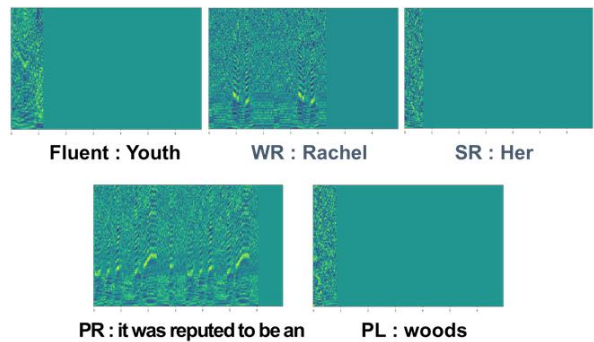 Fluent : Youth
WR : Rachel
SR : Her
PR : it was reputed to be an
PL : woods